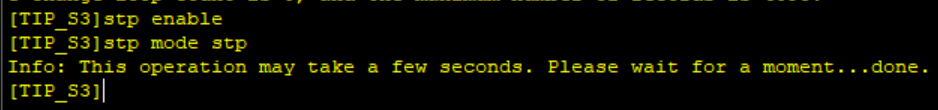 [TIP_S3]stp enable
[TIP_S3]stp mode stp
Info: This operation may take a few seconds. Please wait for a moment...done.
[TIP_S3]